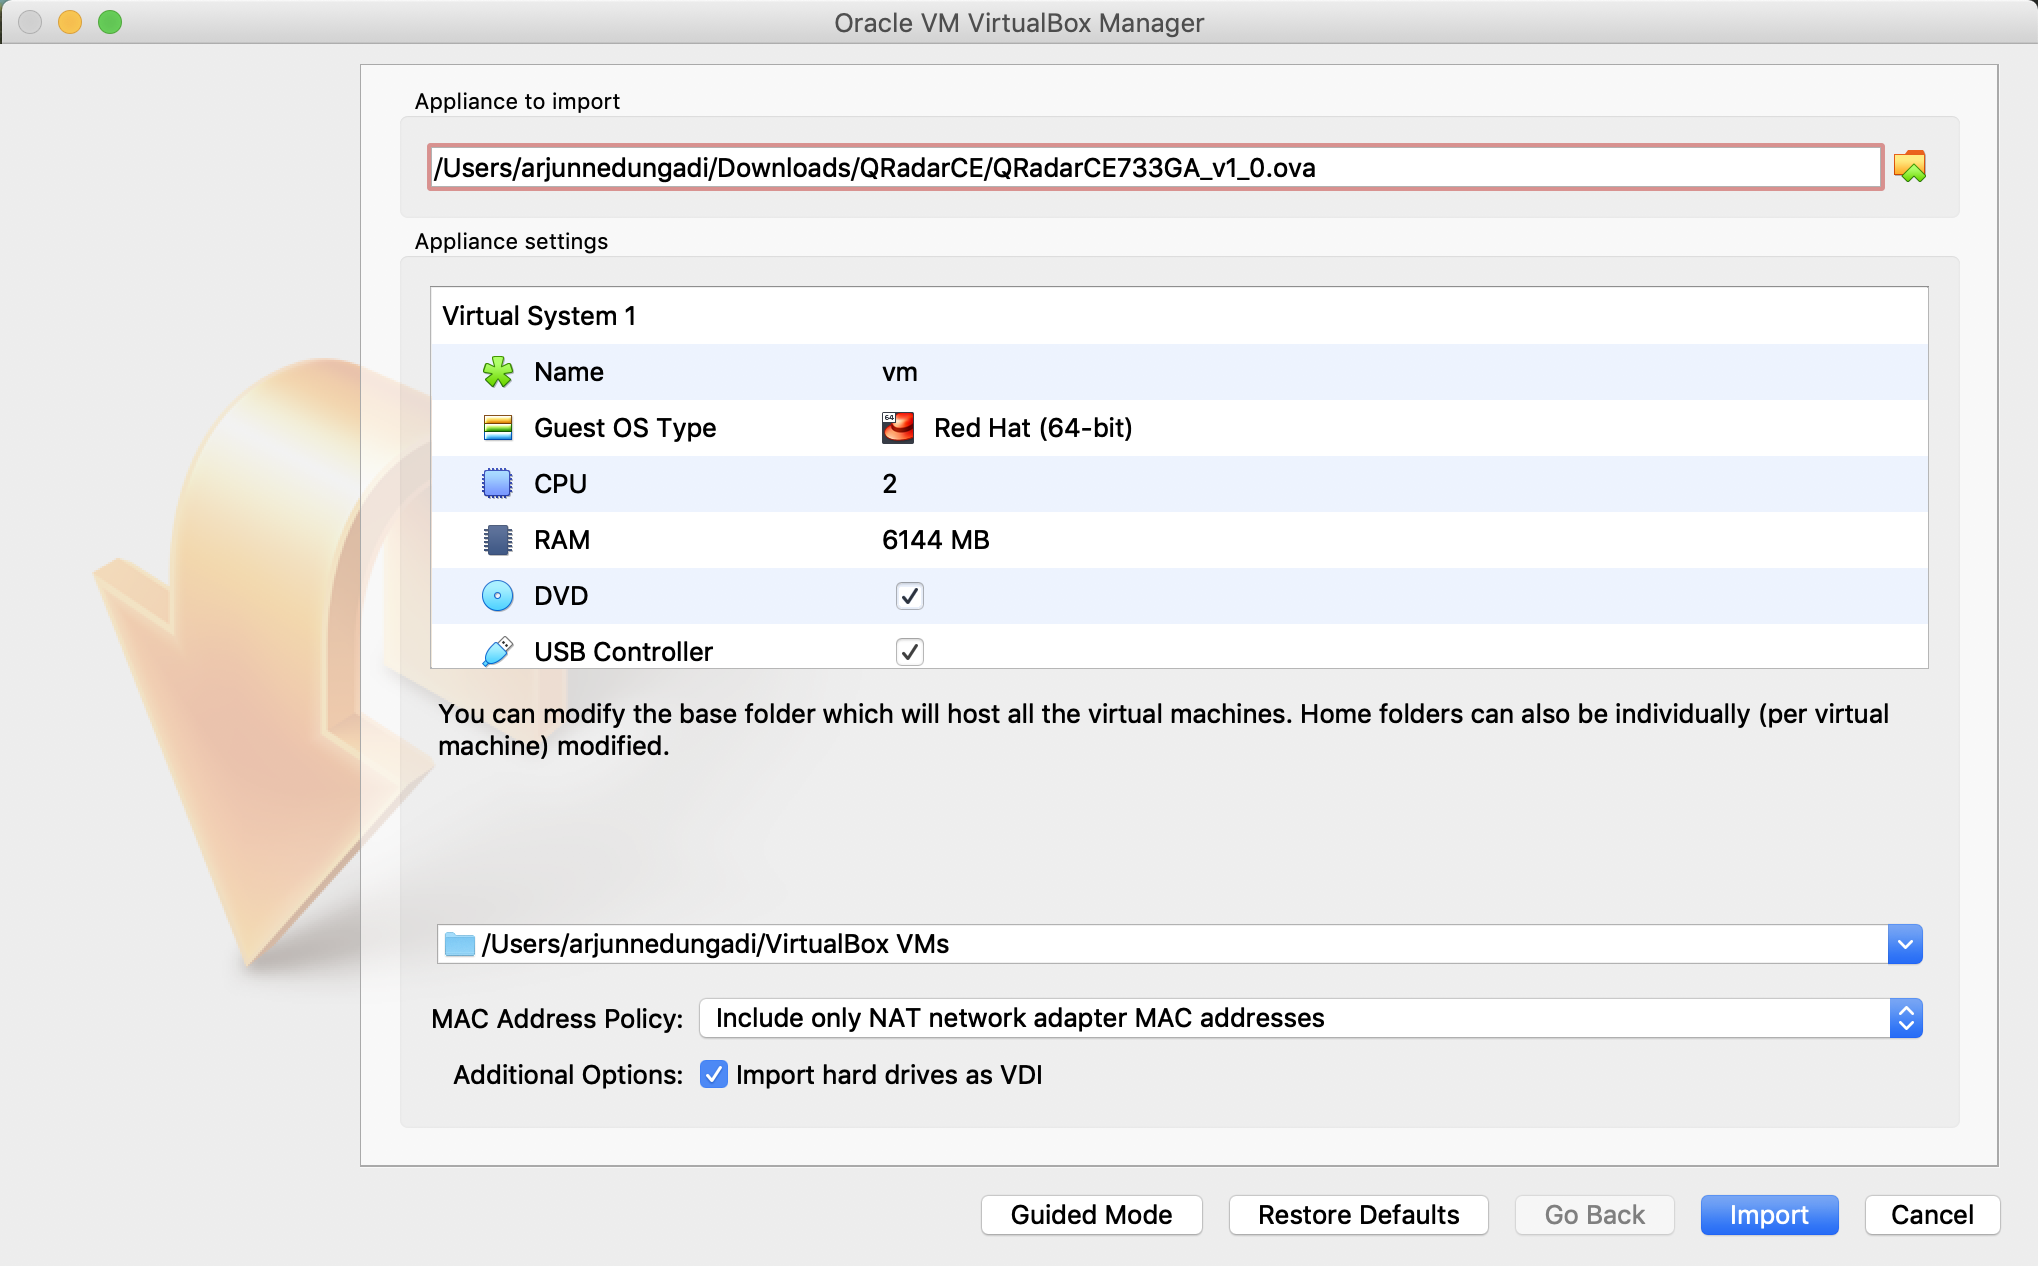 Oracle VM VirtualBox Manager
Appliance to import
/Users/arjunnedungadi/Downloads/QRadarCE/QRadarCE733GA_v1_0.ova
Appliance settings
Virtual System 1
Name vm
Guest OS Type 64 Red Hat (64-bit)
CPU 2
RAM 6144 MB
DVD
USB Controller
You can modify the base folder which will host all the virtual machines. Home folders can also be individually (per virtual
machine) modified.
/Users/arjunnedungadi/VirtualBox VMs
MAC Address Policy: Include only NAT network adapter MAC addresses
Additional Options: Import hard drives as VDI
Guided Mode Restore Defaults Go Back Import Cancel